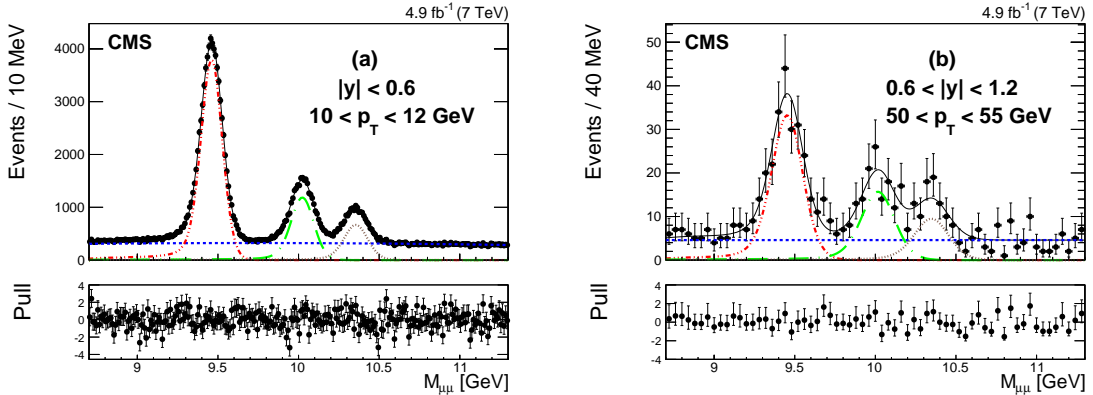 4.9 fb⁻¹ (7 TeV)
CMS
(a)
|y| < 0.6
10 < p_T < 12 GeV
Events / 10 MeV
4000
3000
2000
1000
0
Pull
4
2
0
-2
-4
9
9.5
10
10.5
11
M_μμ [GeV]
4.9 fb⁻¹ (7 TeV)
CMS
(b)
0.6 < |y| < 1.2
50 < p_T < 55 GeV
Events / 40 MeV
50
40
30
20
10
0
Pull
4
2
0
-2
-4
9
9.5
10
10.5
11
M_μμ [GeV]